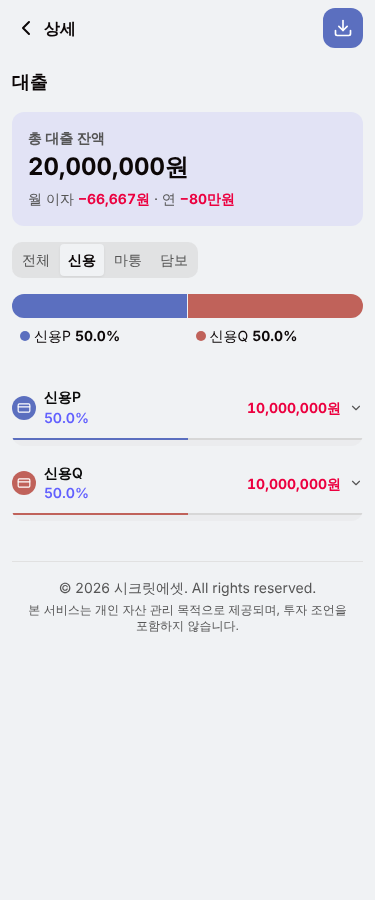 상세
대출
총 대출 잔액
20,000,000원
월 이자 −66,667원 · 연 −80만원
전체 신용 마통 담보
신용P 50.0% 신용Q 50.0%
신용P
50.0%
10,000,000원
신용Q
50.0%
10,000,000원
© 2026 시크릿에셋. All rights reserved.
본 서비스는 개인 자산 관리 목적으로 제공되며, 투자 조언을
포함하지 않습니다.